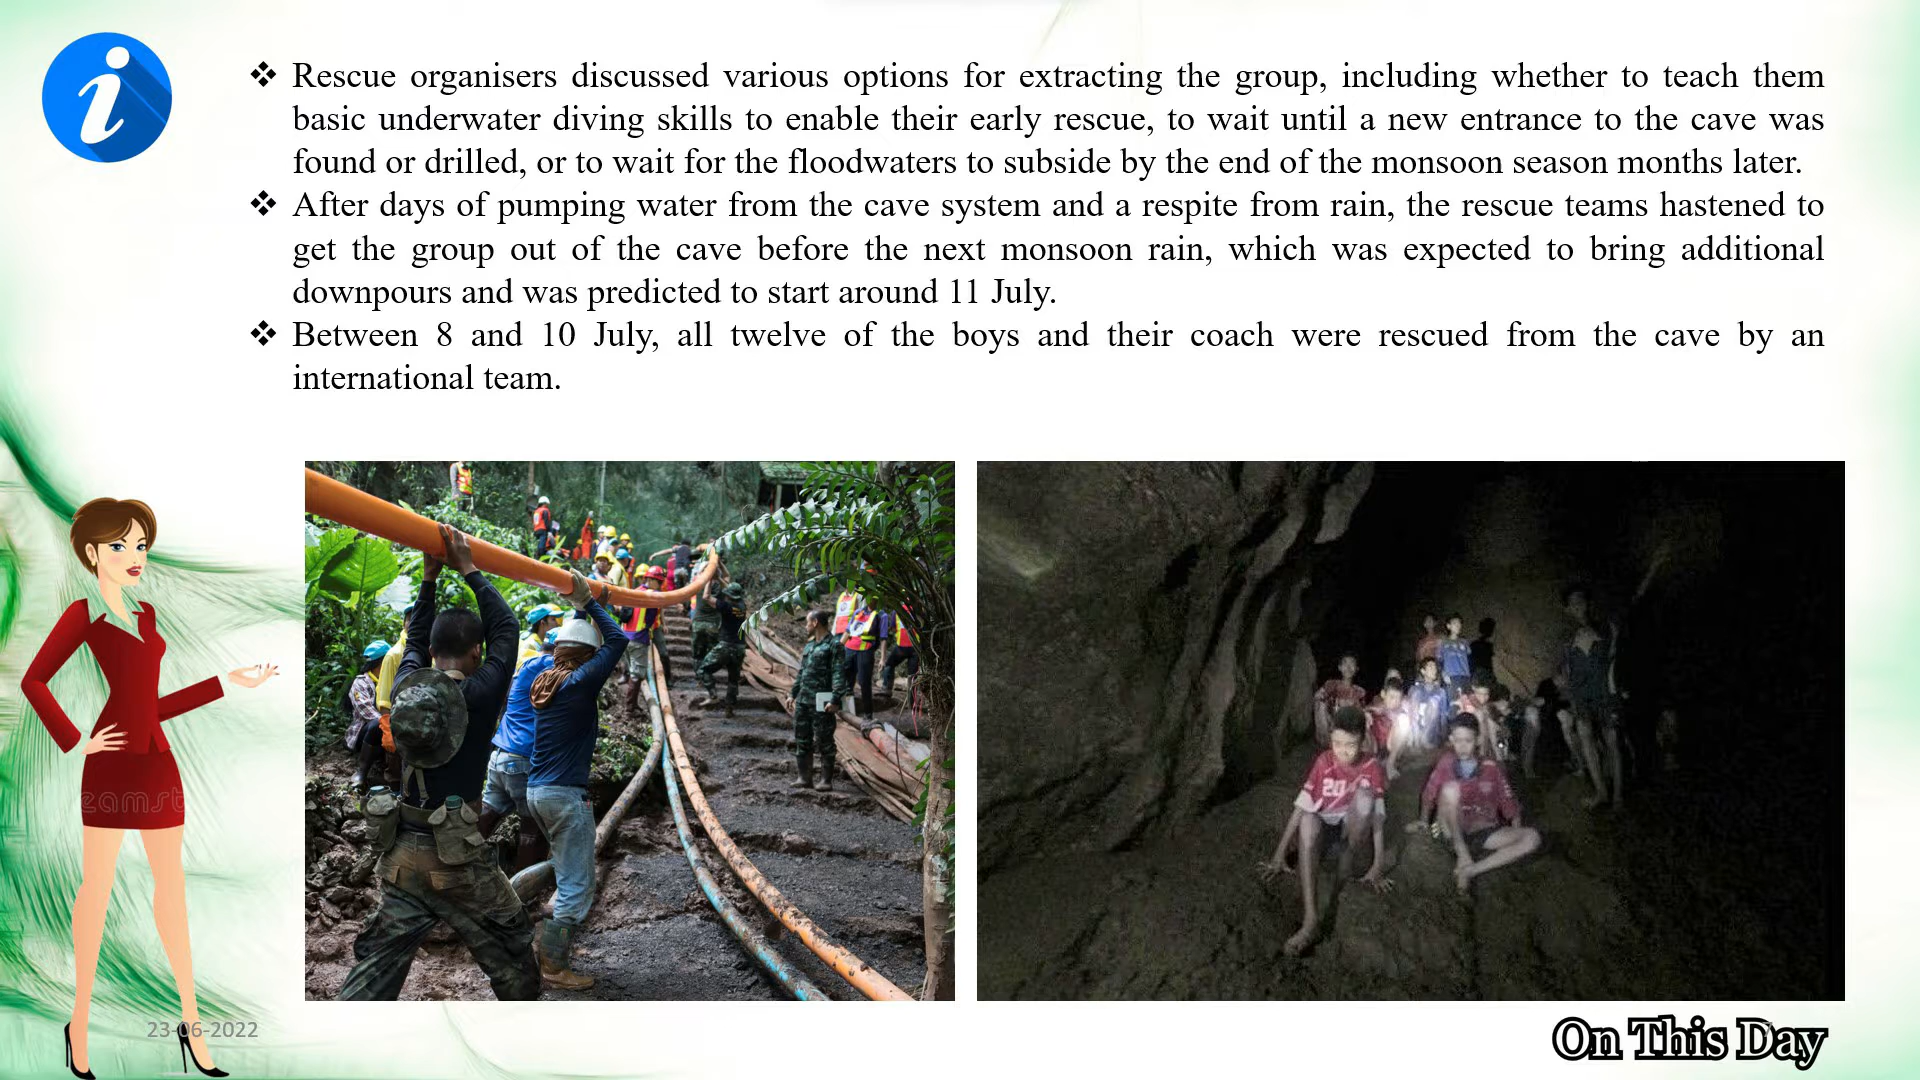 ❖ Rescue organisers discussed various options for extracting the group, including whether to teach them
basic underwater diving skills to enable their early rescue, to wait until a new entrance to the cave was
found or drilled, or to wait for the floodwaters to subside by the end of the monsoon season months later.
❖ After days of pumping water from the cave system and a respite from rain, the rescue teams hastened to
get the group out of the cave before the next monsoon rain, which was expected to bring additional
downpours and was predicted to start around 11 July.
❖ Between 8 and 10 July, all twelve of the boys and their coach were rescued from the cave by an
international team.
20
eamst
23-06-2022
7
On This Day